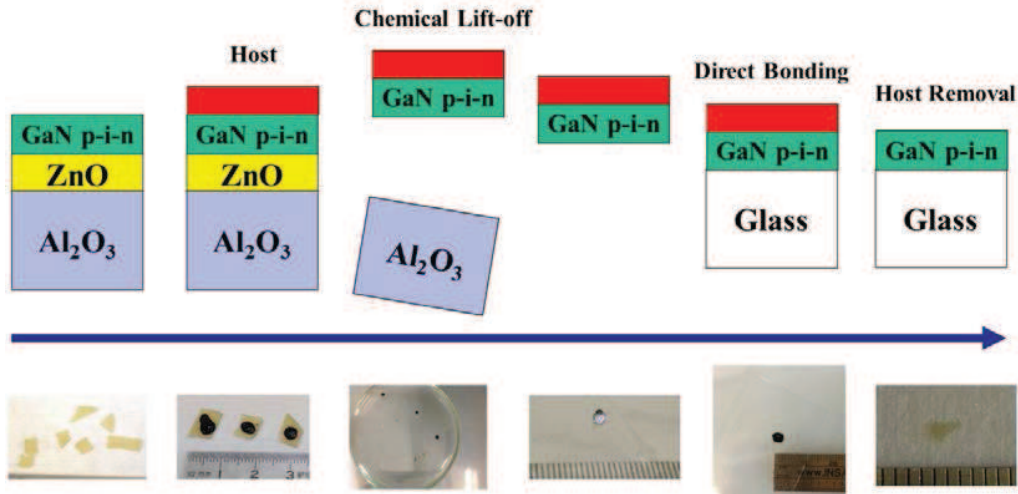 Chemical Lift-off
Host
Direct Bonding
Host Removal
GaN p-i-n
ZnO
Al₂O₃
GaN p-i-n
ZnO
Al₂O₃
GaN p-i-n
Al₂O₃
GaN p-i-n
GaN p-i-n
Glass
GaN p-i-n
Glass
1 2 3